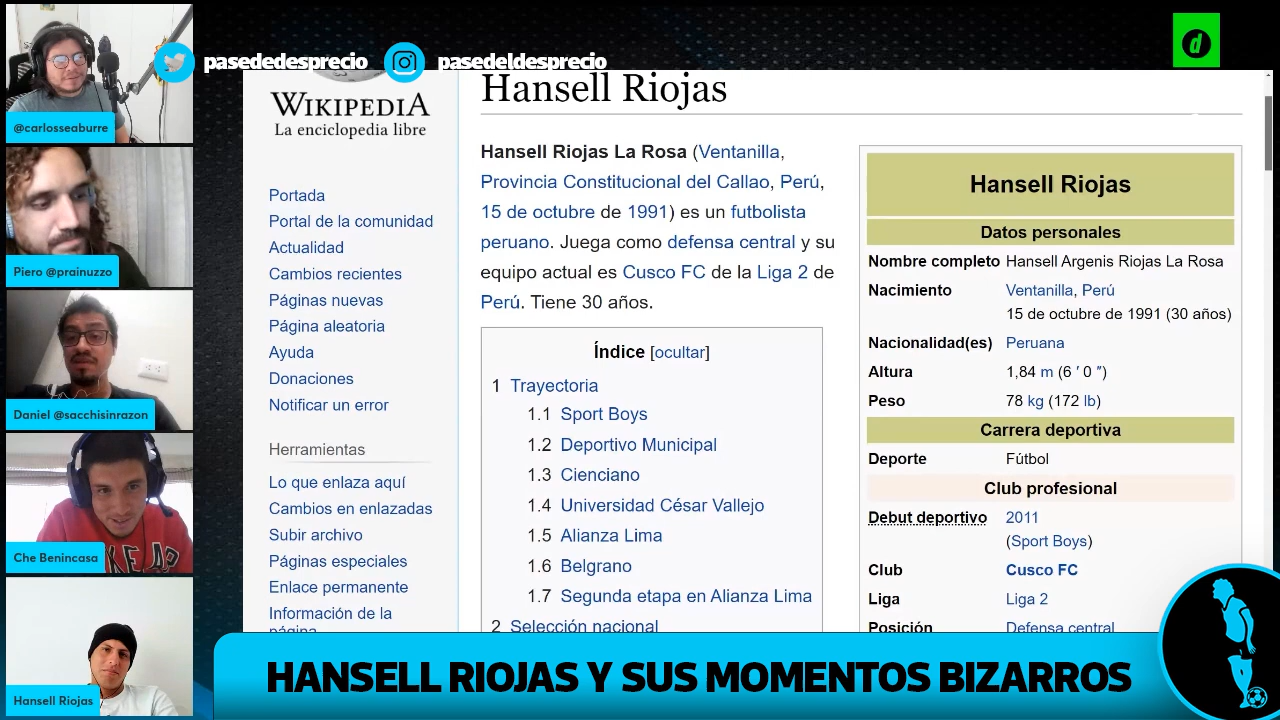 pasededesprecio
pasedeldesprecio
d
@carlosseaburre
Piero @prainuzzo
Daniel @sacchisinrazon
Che Benincasa
Hansell Riojas
WIKIPEDIA
La enciclopedia libre
Portada
Portal de la comunidad
Actualidad
Cambios recientes
Páginas nuevas
Página aleatoria
Ayuda
Donaciones
Notificar un error
Herramientas
Lo que enlaza aquí
Cambios en enlazadas
Subir archivo
Páginas especiales
Enlace permanente
Información de la
página
Hansell Riojas
Hansell Riojas La Rosa (Ventanilla,
Provincia Constitucional del Callao, Perú,
15 de octubre de 1991) es un futbolista
peruano. Juega como defensa central y su
equipo actual es Cusco FC de la Liga 2 de
Perú. Tiene 30 años.
Índice [ocultar]
1 Trayectoria
1.1 Sport Boys
1.2 Deportivo Municipal
1.3 Cienciano
1.4 Universidad César Vallejo
1.5 Alianza Lima
1.6 Belgrano
1.7 Segunda etapa en Alianza Lima
2 Selección nacional
Hansell Riojas
Datos personales
Nombre completo Hansell Argenis Riojas La Rosa
Nacimiento Ventanilla, Perú
15 de octubre de 1991 (30 años)
Nacionalidad(es) Peruana
Altura 1,84 m (6 ′ 0 ″)
Peso 78 kg (172 lb)
Carrera deportiva
Deporte Fútbol
Club profesional
Debut deportivo 2011
(Sport Boys)
Club Cusco FC
Liga Liga 2
Posición Defensa central
HANSELL RIOJAS Y SUS MOMENTOS BIZARROS